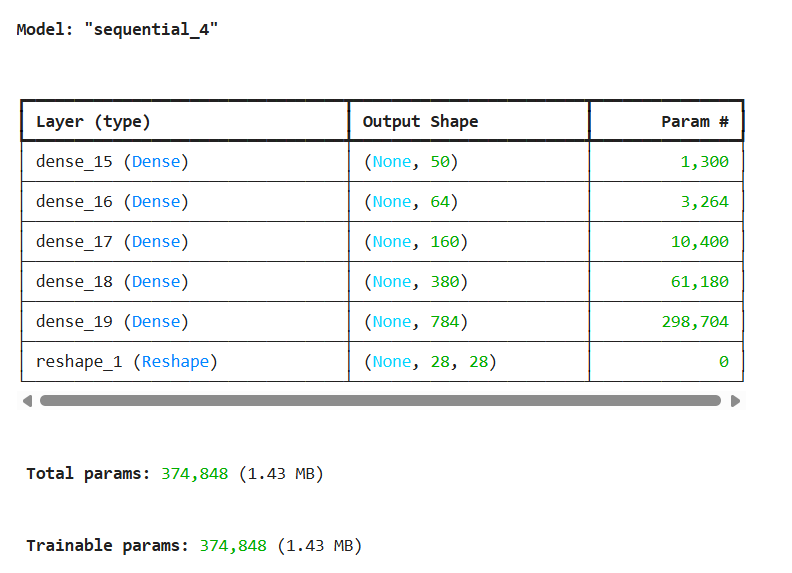 Model: "sequential_4"
Layer (type) Output Shape Param #
dense_15 (Dense) (None, 50) 1,300
dense_16 (Dense) (None, 64) 3,264
dense_17 (Dense) (None, 160) 10,400
dense_18 (Dense) (None, 380) 61,180
dense_19 (Dense) (None, 784) 298,704
reshape_1 (Reshape) (None, 28, 28) 0
Total params: 374,848 (1.43 MB)
Trainable params: 374,848 (1.43 MB)